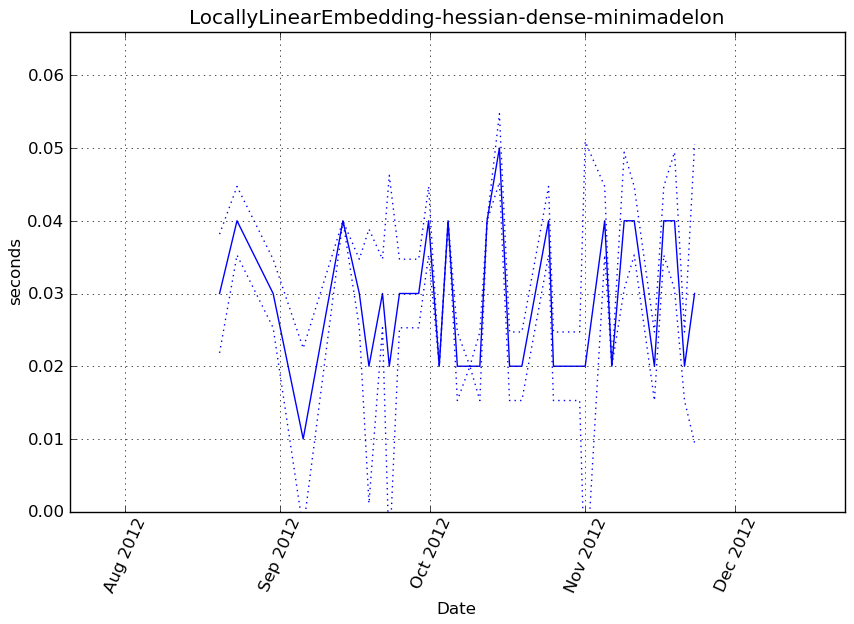 LocallyLinearEmbedding-hessian-dense-minimadelon
0.06
0.05
0.04
0.03
0.02
0.01
0.00
seconds
Aug 2012
Sep 2012
Oct 2012
Nov 2012
Dec 2012
Date